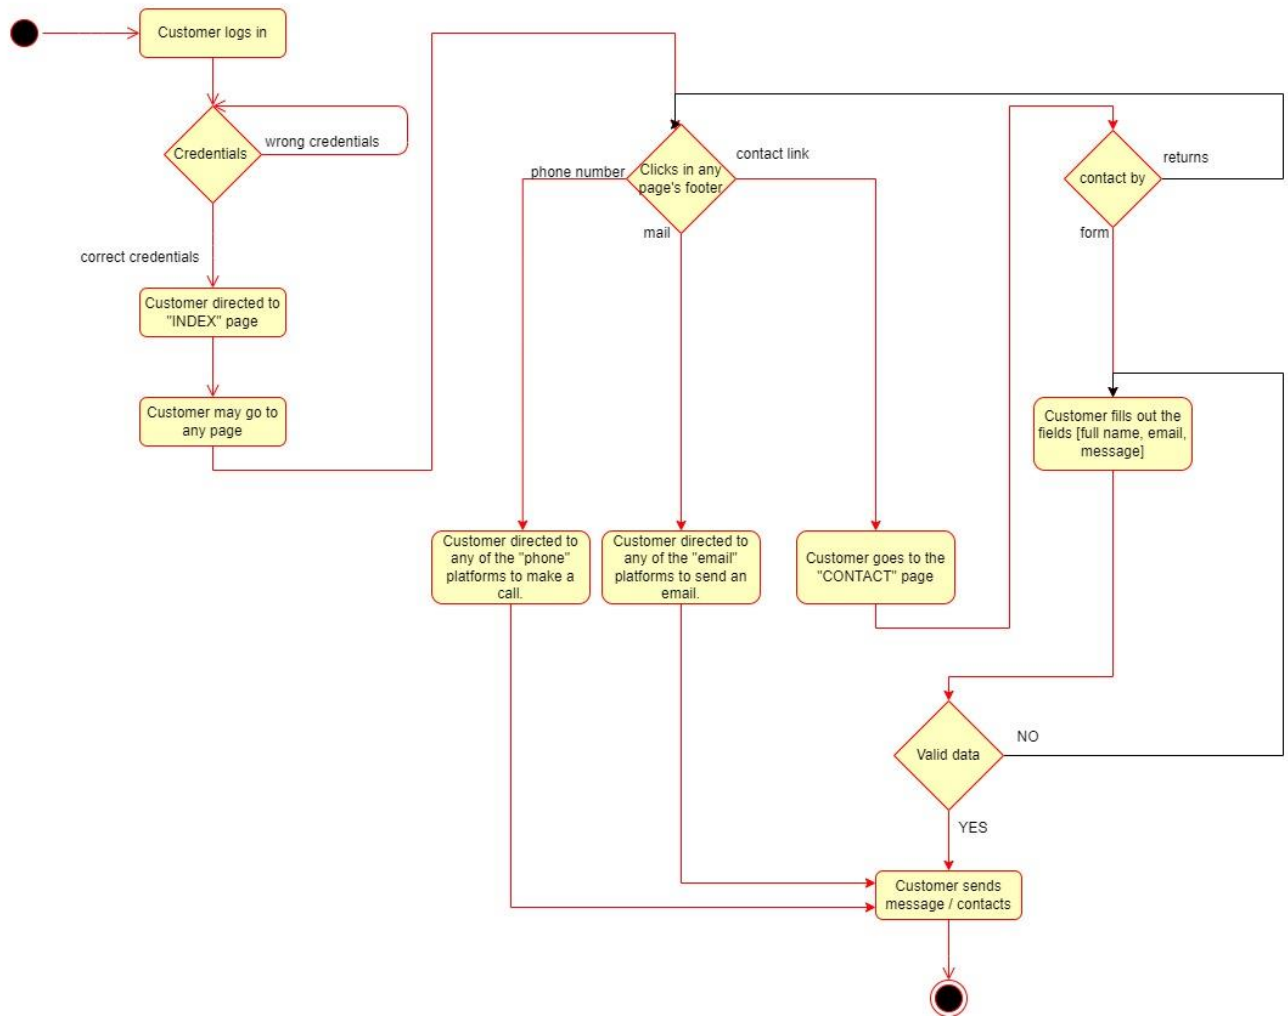 Customer logs in
Credentials
wrong credentials
correct credentials
Customer directed to
"INDEX" page
Customer may go to
any page
phone number
Clicks in any
page's footer
contact link
mail
contact by
returns
form
Customer fills out the
fields [full name, email,
message]
Customer directed to
any of the "phone"
platforms to make a
call.
Customer directed to
any of the "email"
platforms to send an
email.
Customer goes to the
"CONTACT" page
Valid data
NO
YES
Customer sends
message / contacts